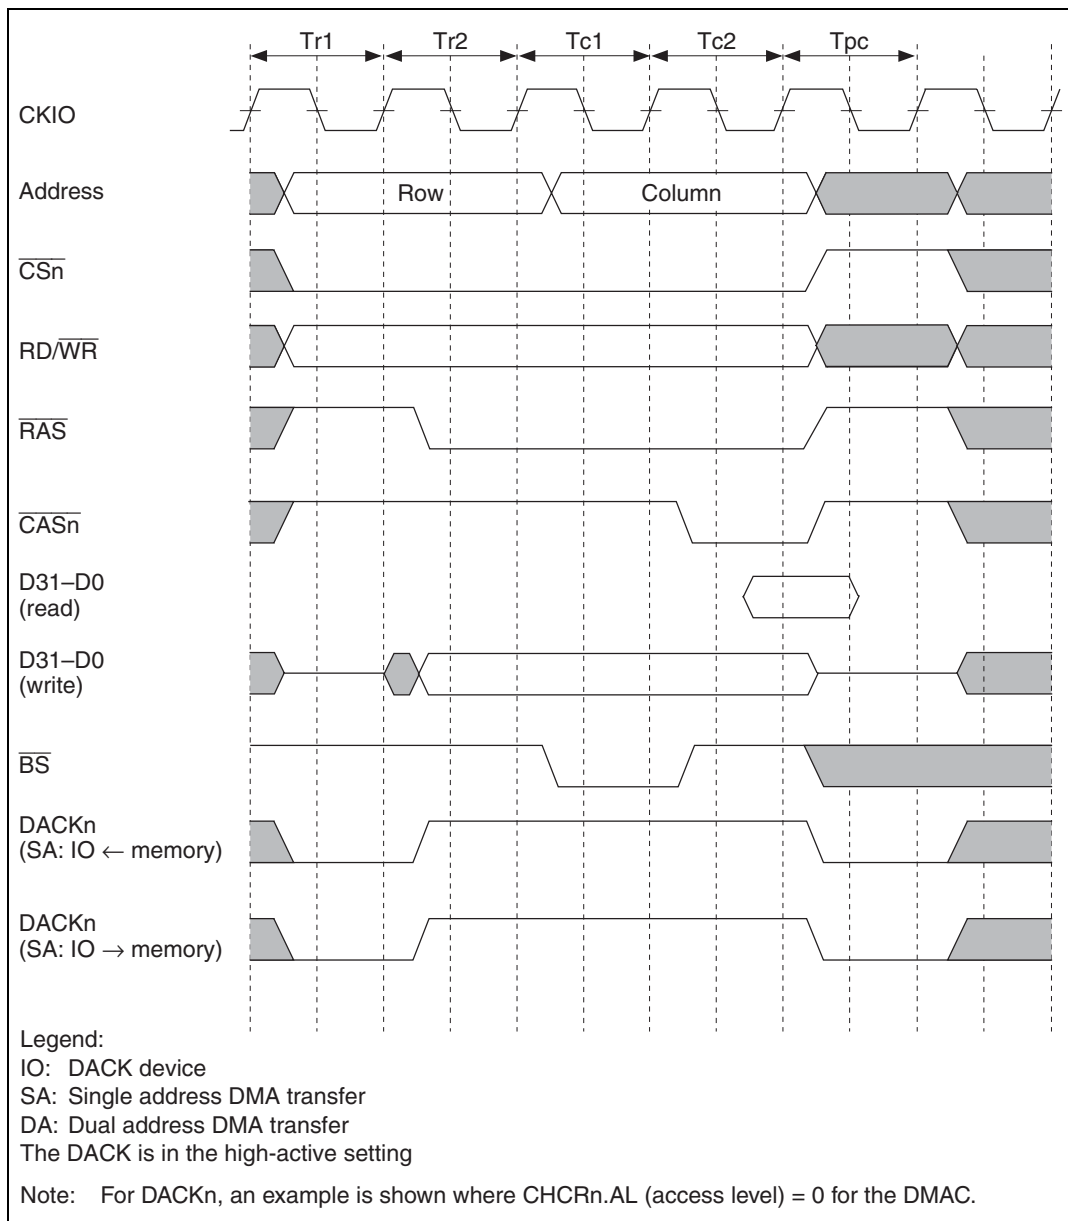 Tr1 Tr2 Tc1 Tc2 Tpc
CKIO
Address Row Column
CSn
RD/WR
RAS
CASn
D31–D0
(read)
D31–D0
(write)
BS
DACKn
(SA: IO ← memory)
DACKn
(SA: IO → memory)
Legend:
IO: DACK device
SA: Single address DMA transfer
DA: Dual address DMA transfer
The DACK is in the high-active setting
Note: For DACKn, an example is shown where CHCRn.AL (access level) = 0 for the DMAC.